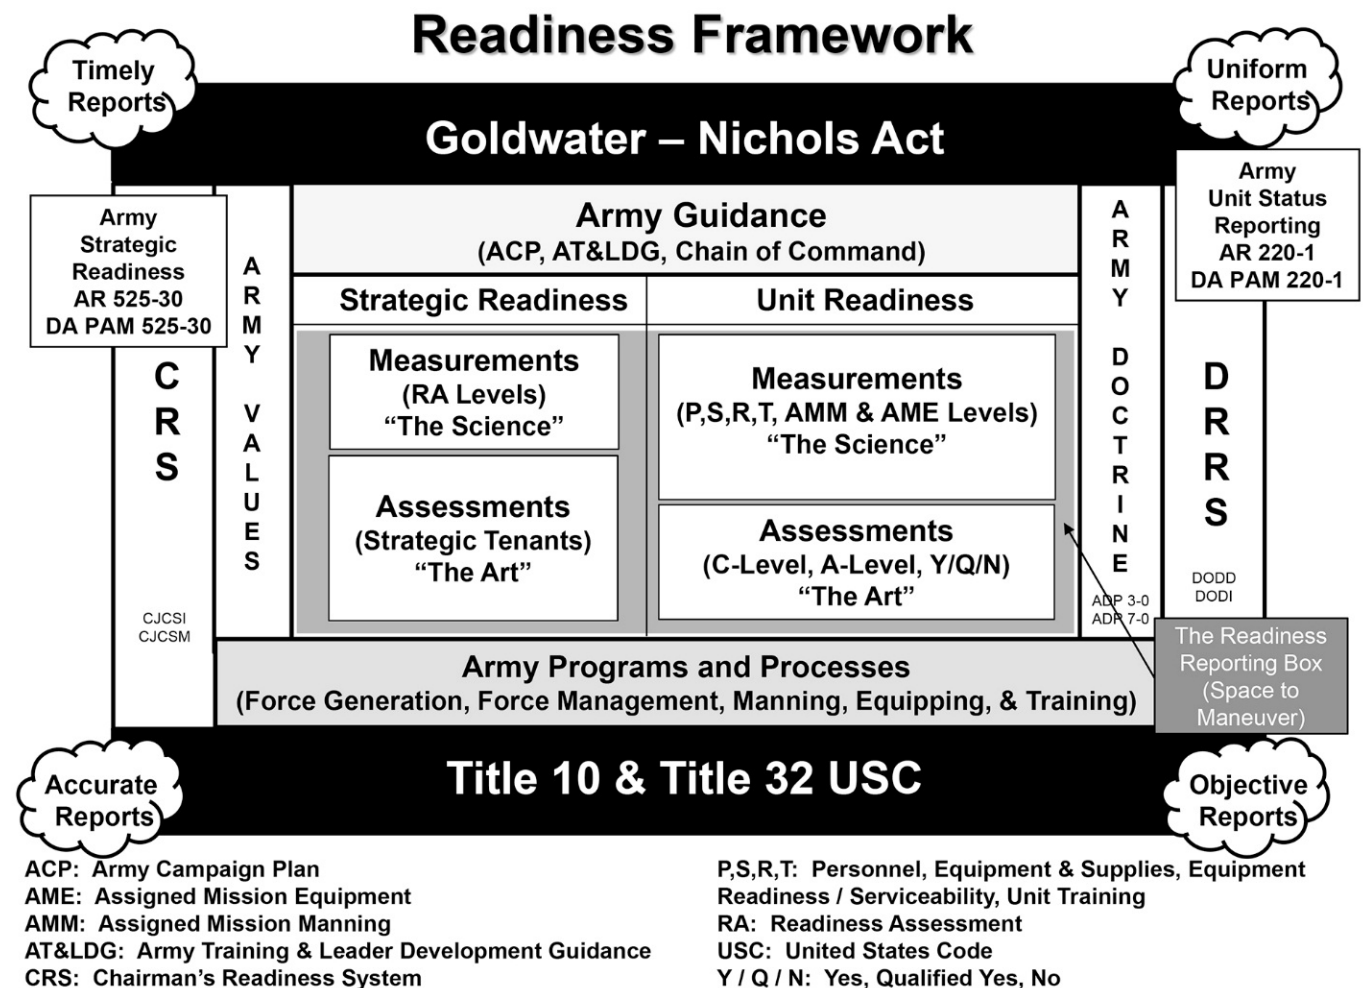 Readiness Framework
Timely
Reports
Uniform
Reports
Goldwater – Nichols Act
Army
Strategic
Readiness
AR 525-30
DA PAM 525-30
Army
Unit Status
Reporting
AR 220-1
DA PAM 220-1
CRS
CJCSI
CJCSM
ARMY VALUES
Army Guidance
(ACP, AT&LDG, Chain of Command)
Strategic Readiness
Unit Readiness
Measurements
(RA Levels)
“The Science”
Assessments
(Strategic Tenants)
“The Art”
Measurements
(P,S,R,T, AMM & AME Levels)
“The Science”
Assessments
(C-Level, A-Level, Y/Q/N)
“The Art”
ARMY DOCTRINE
ADP 3-0
ADP 7-0
DRRS
DODD
DODI
The Readiness
Reporting Box
(Space to
Maneuver)
Army Programs and Processes
(Force Generation, Force Management, Manning, Equipping, & Training)
Title 10 & Title 32 USC
Accurate
Reports
Objective
Reports
ACP: Army Campaign Plan
AME: Assigned Mission Equipment
AMM: Assigned Mission Manning
AT&LDG: Army Training & Leader Development Guidance
CRS: Chairman’s Readiness System
P,S,R,T: Personnel, Equipment & Supplies, Equipment
Readiness / Serviceability, Unit Training
RA: Readiness Assessment
USC: United States Code
Y / Q / N: Yes, Qualified Yes, No